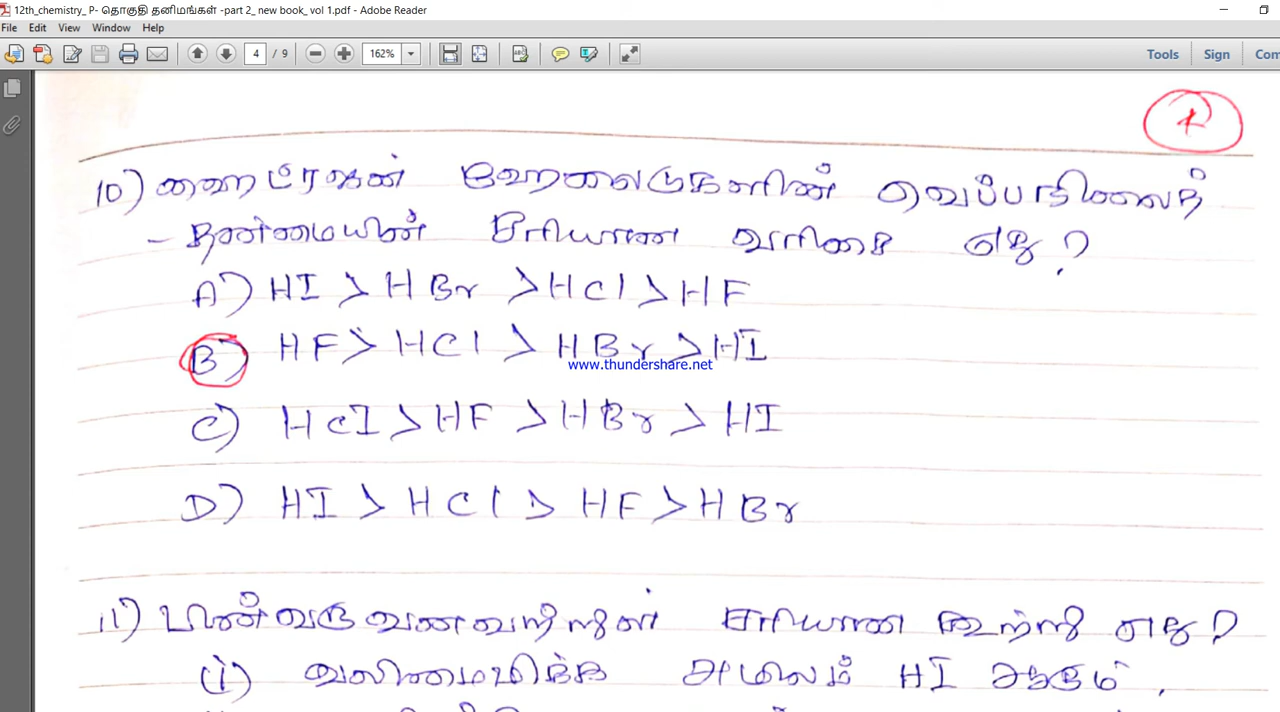 12th_chemistry_ P- தொகுதி தனிமங்கள் -part 2_ new book_ vol 1.pdf - Adobe Reader
File Edit View Window Help
4 / 9 162% Tools Sign Com
10) ஹைட்ரஜன் ஹேலைடுகளின் வெப்பநிலைத்
- தன்மையின் சரியான வரிசை எது?
A) HI > HBr > HCl > HF
B) HF > HCl > HBr > HI
www.thundershare.net
C) HCI > HF > HBr > HI
D) HI > HCl > HF > HBr
11) பின்வருவனவற்றுள் சரியான கூற்று எது?
(i) வலிமைமிக்க அமிலம் HI ஆகும்.